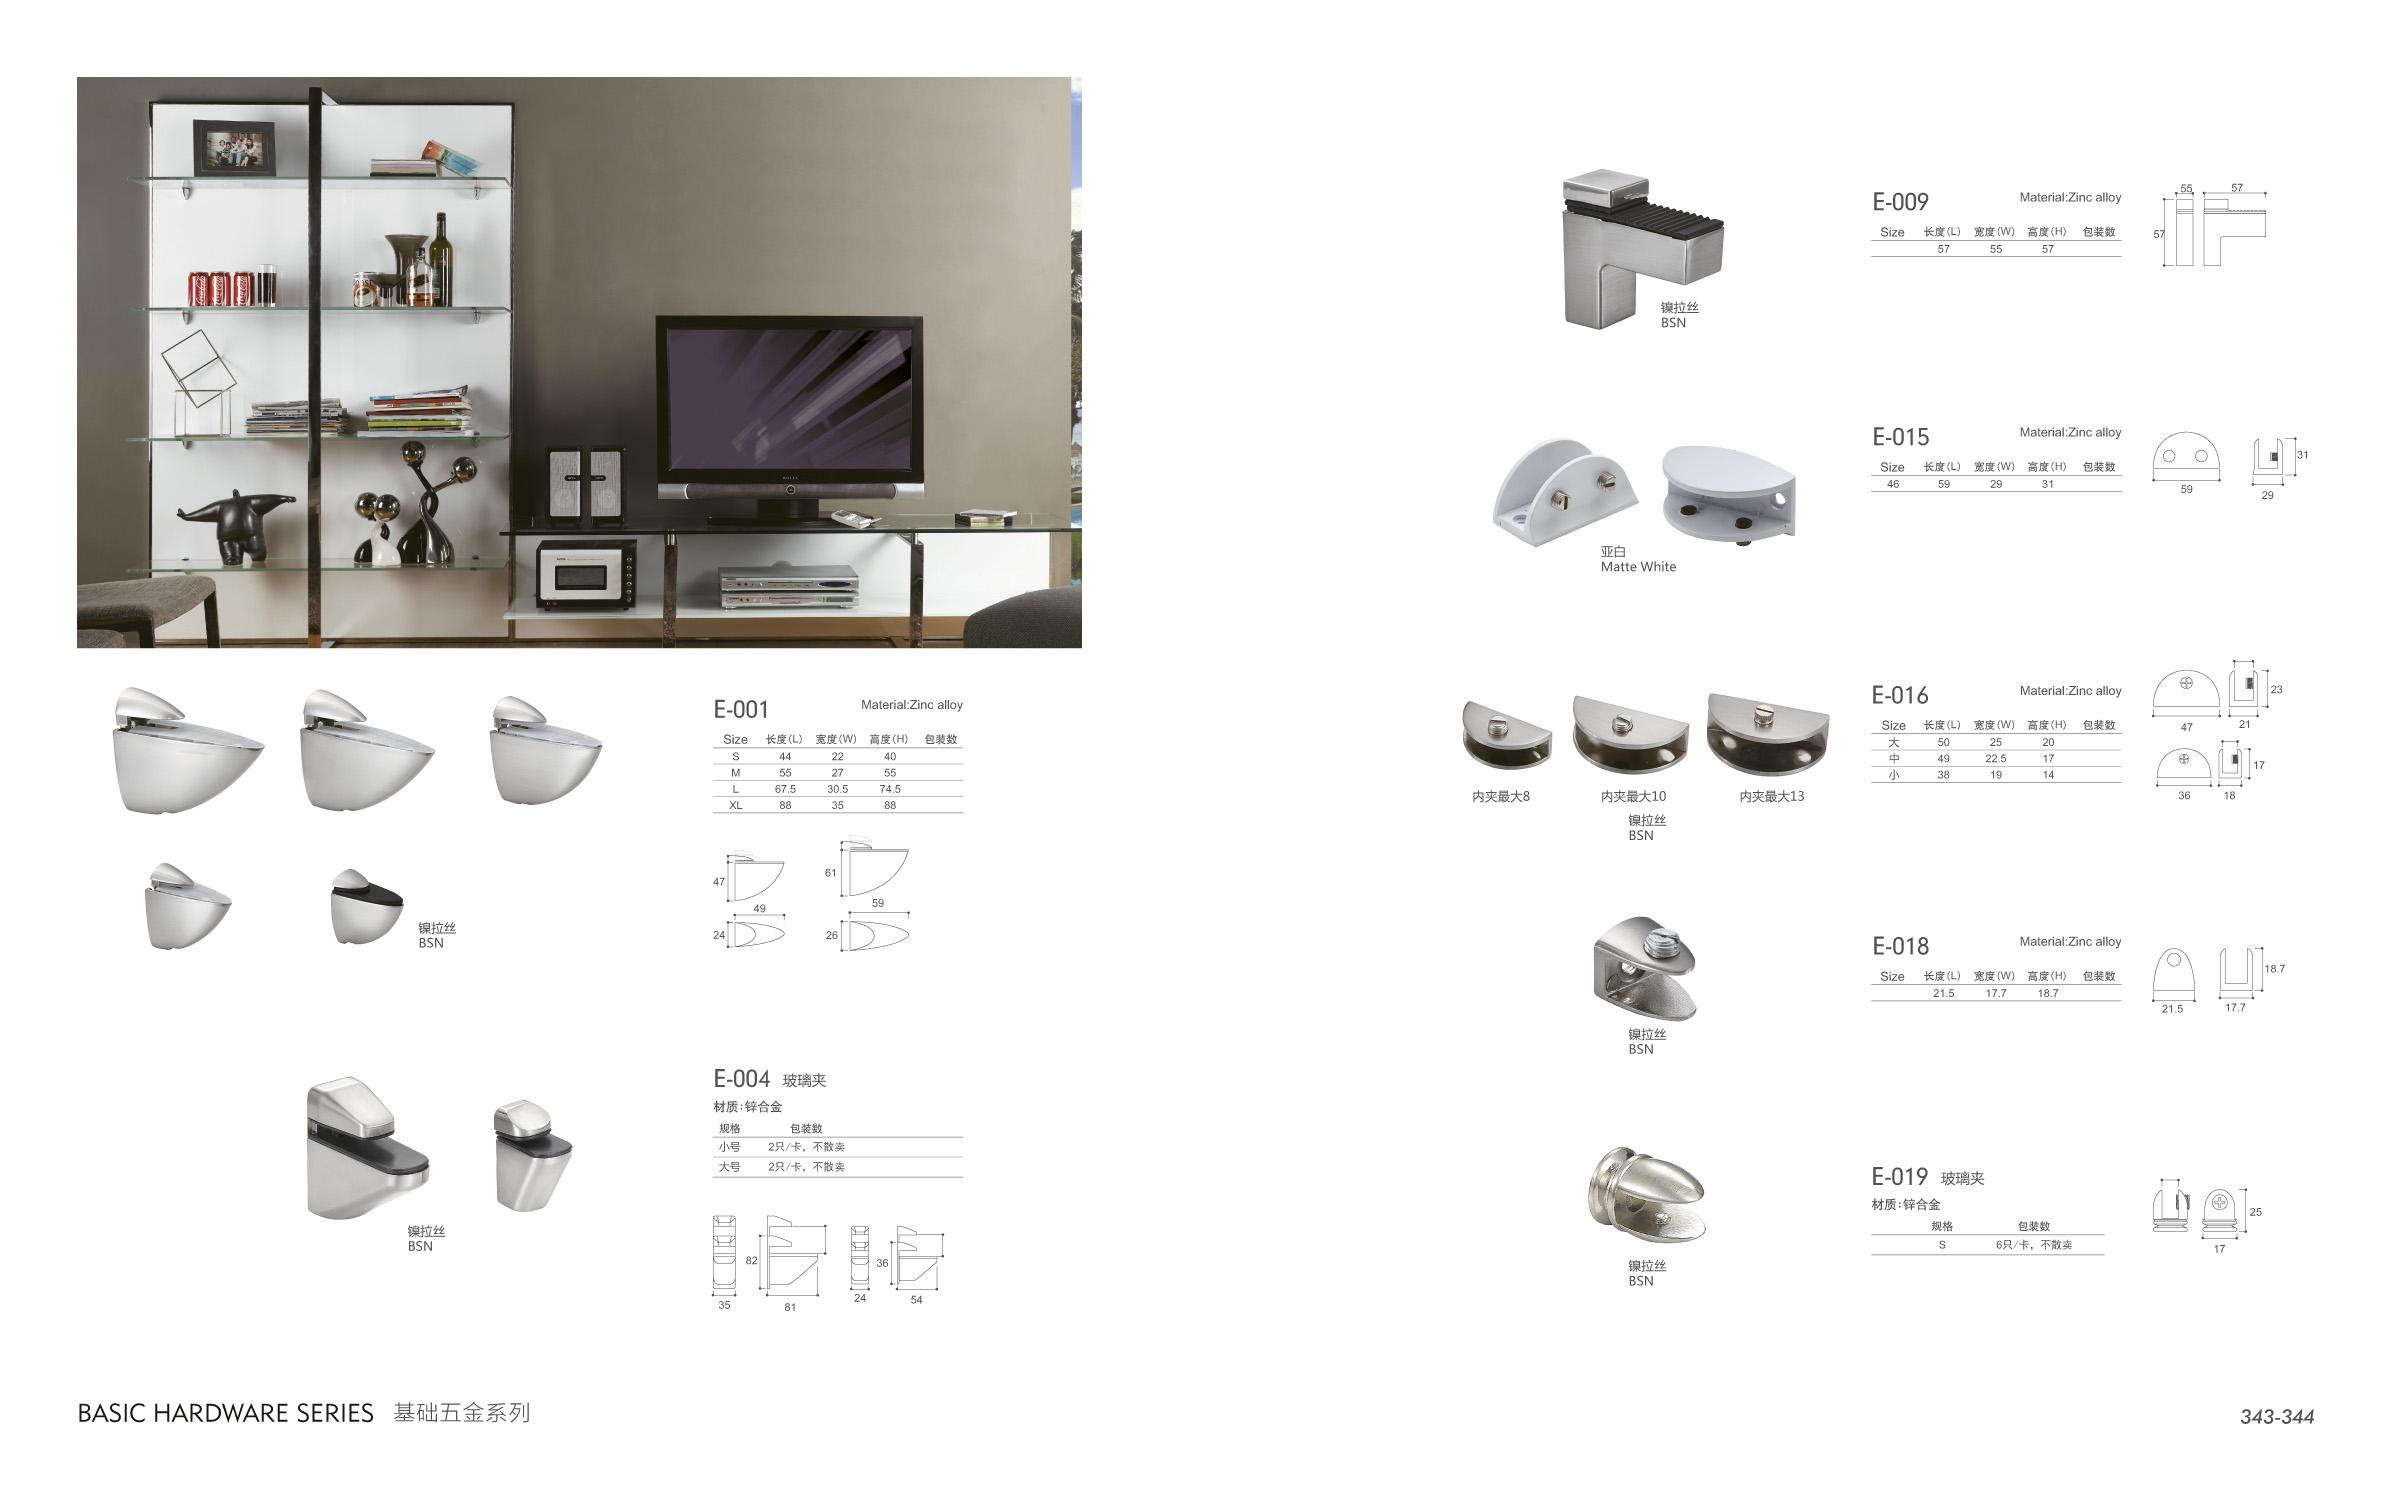 E-001 Material:Zinc alloy
Size 长度(L) 宽度(W) 高度(H) 包装数
S 44 22 40
M 55 27 55
L 67.5 30.5 74.5
XL 88 35 88
47
49
24
61
59
26
镍拉丝
BSN
E-004 玻璃夹
材质:锌合金
规格 包装数
小号 2只/卡，不散卖
大号 2只/卡，不散卖
镍拉丝
BSN
35
82
81
24
36
54
BASIC HARDWARE SERIES 基础五金系列
镍拉丝
BSN
E-009 Material:Zinc alloy
Size 长度(L) 宽度(W) 高度(H) 包装数
57 55 57
55 57
57
亚白
Matte White
E-015 Material:Zinc alloy
Size 长度(L) 宽度(W) 高度(H) 包装数
46 59 29 31
59
31
29
内夹最大8 内夹最大10 内夹最大13
镍拉丝
BSN
E-016 Material:Zinc alloy
Size 长度(L) 宽度(W) 高度(H) 包装数
大 50 25 20
中 49 22.5 17
小 38 19 14
23
47 21
17
36 18
镍拉丝
BSN
E-018 Material:Zinc alloy
Size 长度(L) 宽度(W) 高度(H) 包装数
21.5 17.7 18.7
18.7
21.5 17.7
镍拉丝
BSN
E-019 玻璃夹
材质:锌合金
规格 包装数
S 6只/卡，不散卖
25
17
343-344